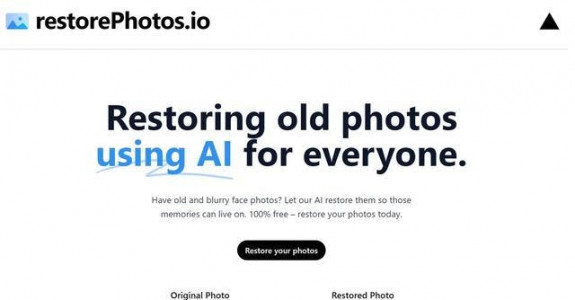 restorePhotos.io
Restoring old photos
using AI for everyone.
Have old and blurry face photos? Let our AI restore them so those
memories can live on. 100% free – restore your photos today.
Restore your photos
Original Photo
Restored Photo